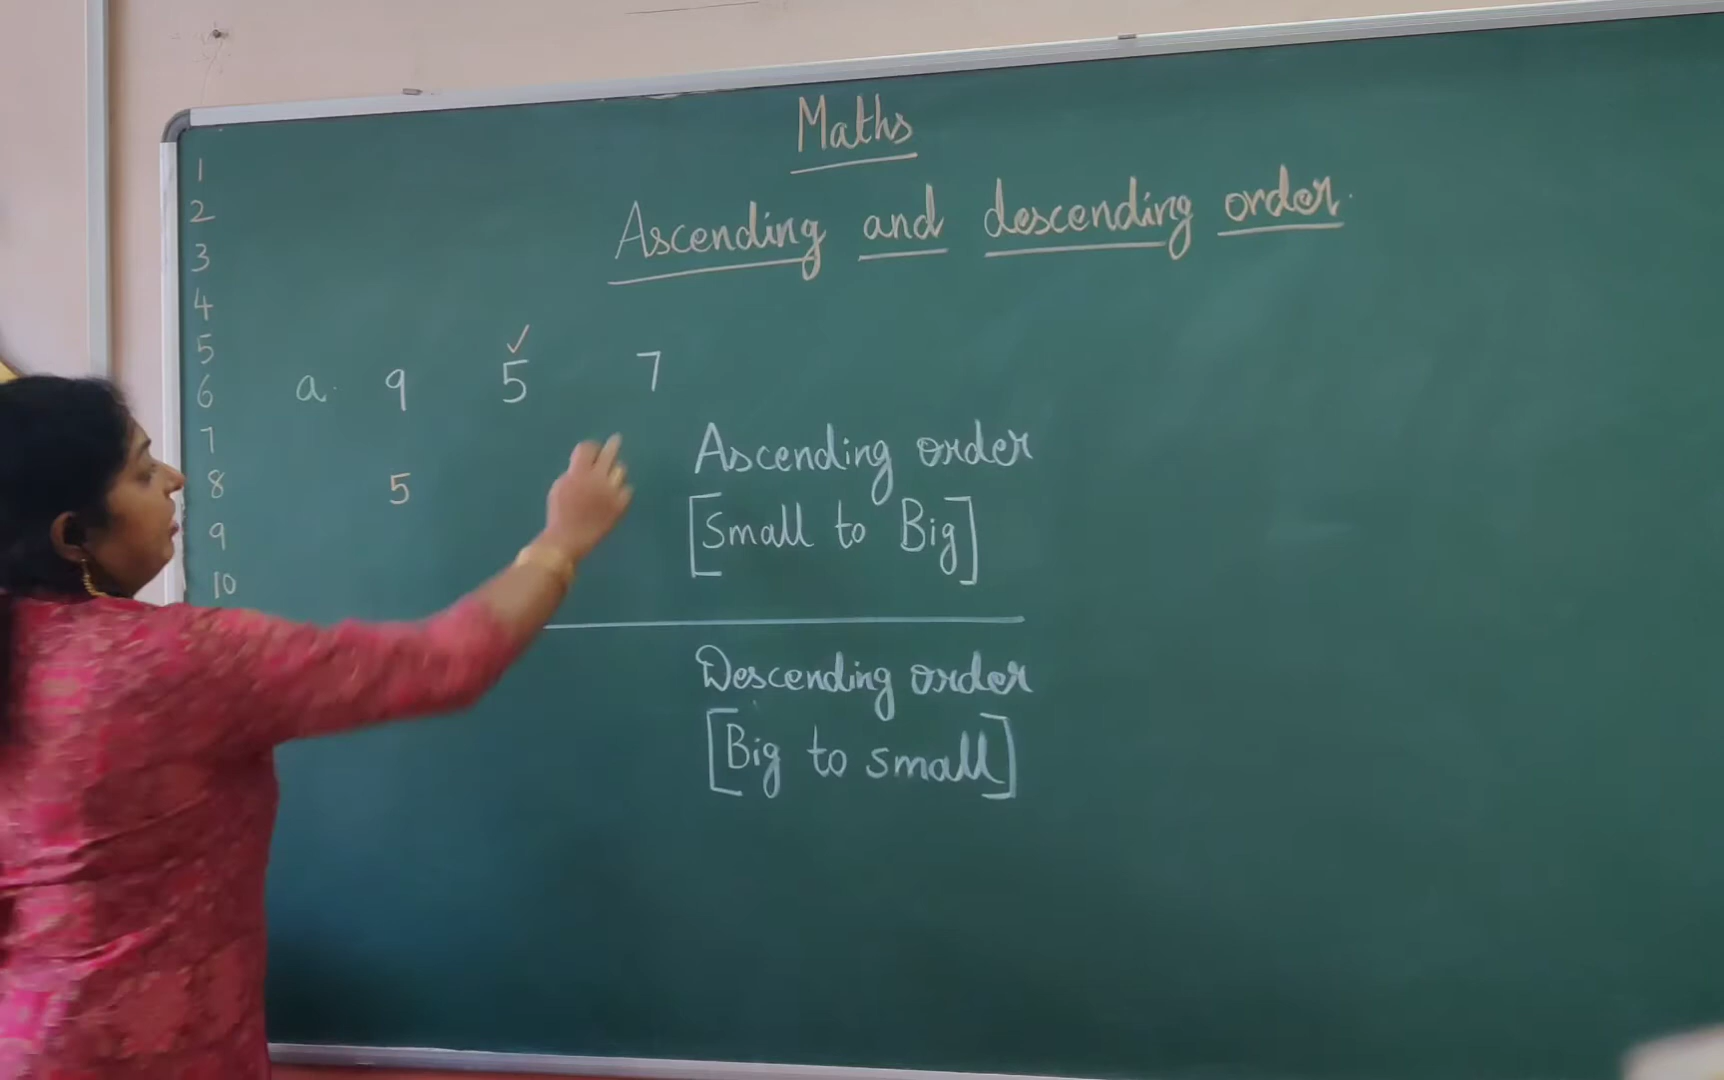 Maths
Ascending and descending order.
1
2
3
4
5
6
7
8
9
10
a. 9 5 7
5
Ascending order
[Small to Big]
Descending order
[Big to small]